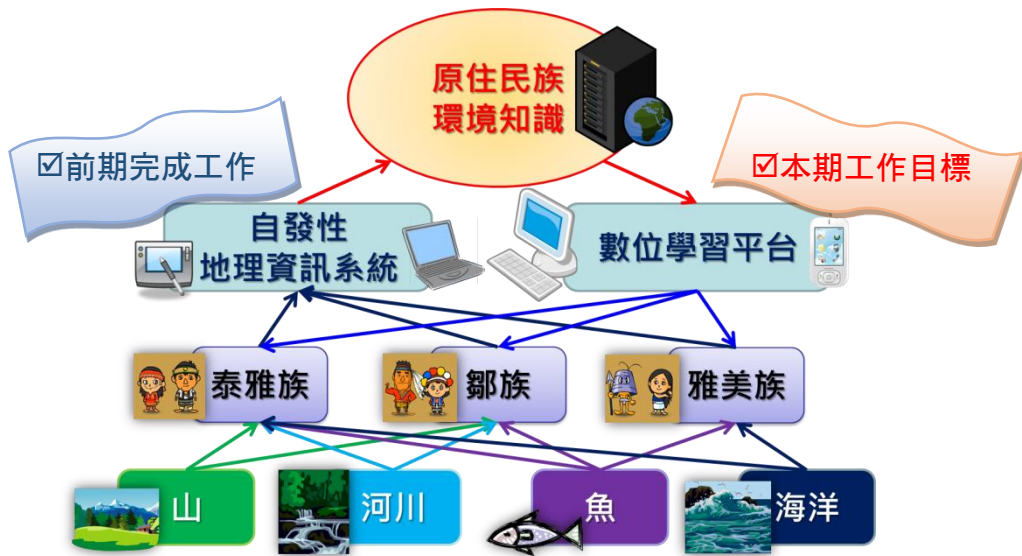 原住民族
環境知識
☑前期完成工作
☑本期工作目標
自發性
地理資訊系統
數位學習平台
泰雅族
鄒族
雅美族
山
河川
魚
海洋